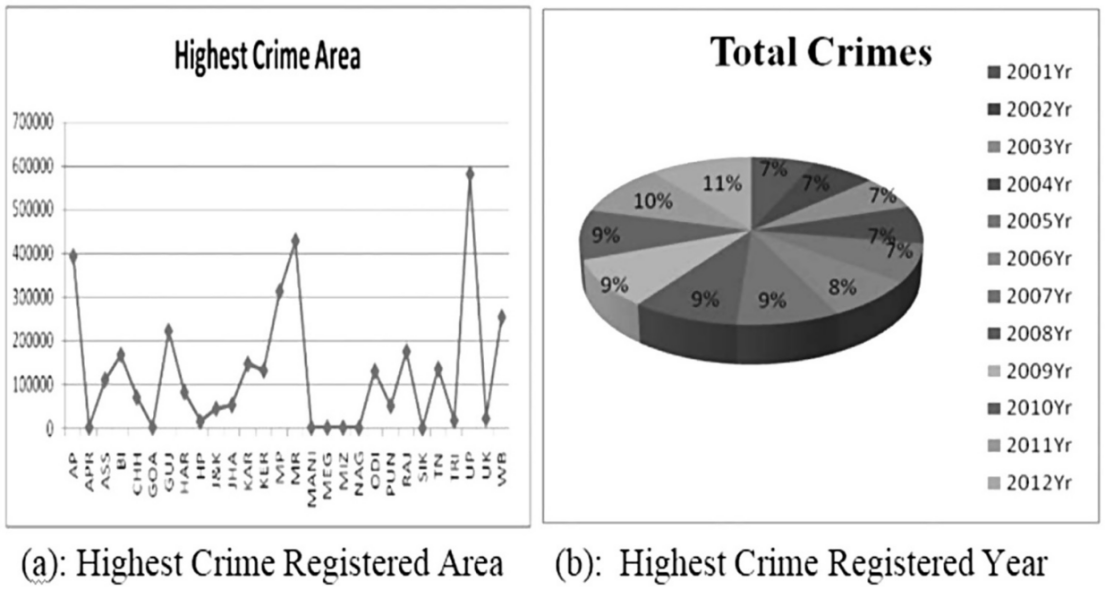 Highest Crime Area
700000
600000
500000
400000
300000
200000
100000
0
AP
APR
ASS
BI
CHH
GOA
GUJ
HAR
HP
J&K
JHA
KAR
KER
MP
MR
MANI
MEG
MIZ
NAG
ODI
PUN
RAJ
SIK
TN
TRI
UP
UK
WB
(a): Highest Crime Registered Area
Total Crimes
7%
7%
7%
7%
7%
8%
9%
9%
9%
9%
10%
11%
2001Yr
2002Yr
2003Yr
2004Yr
2005Yr
2006Yr
2007Yr
2008Yr
2009Yr
2010Yr
2011Yr
2012Yr
(b): Highest Crime Registered Year